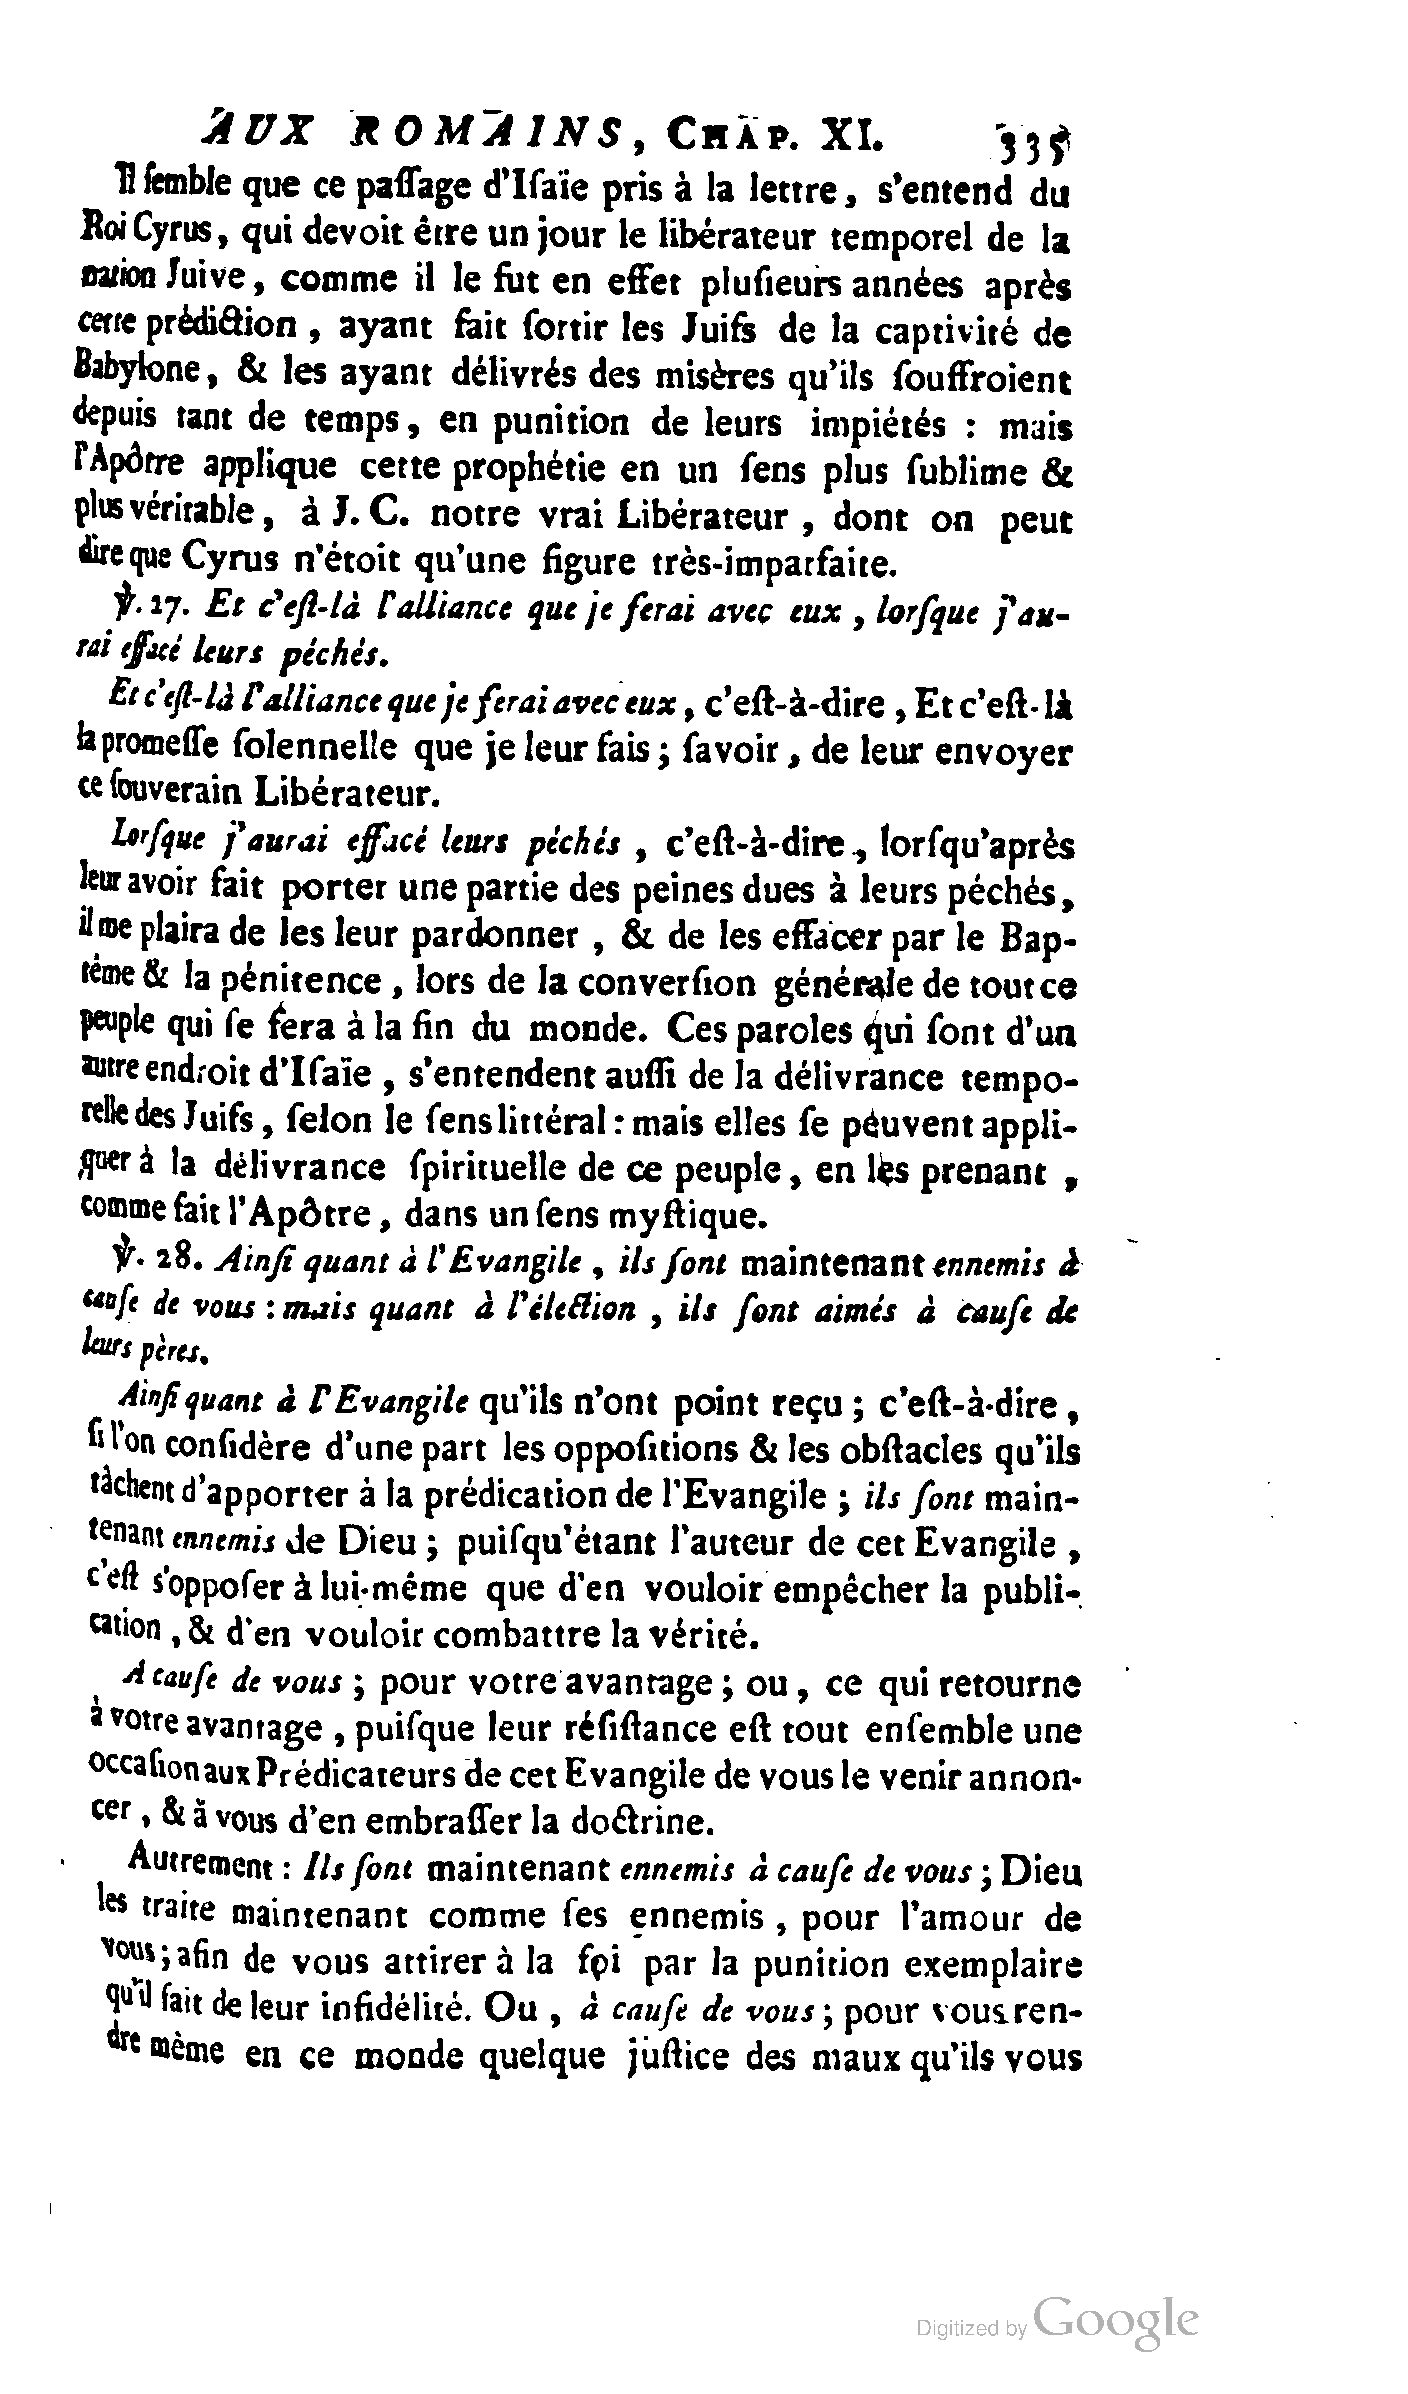 AUX ROMAINS, CHAP. XI. 335
Il ſemble que ce paſſage d'Iſaïe pris à la lettre, s'entend du
Roi Cyrus, qui devoit être un jour le libérateur temporel de la
nation Juive, comme il le fut en effet pluſieurs années après
cette prédiction, ayant fait ſortir les Juifs de la captivité de
Babylone, & les ayant délivrés des misères qu'ils ſouffroient
depuis tant de temps, en punition de leurs impiétés : mais
l'Apôtre applique cette prophétie en un ſens plus ſublime &
plus véritable, à J. C. notre vrai Libérateur, dont on peut
dire que Cyrus n'étoit qu'une figure très-imparfaite.
℣. 27. Et c'eſt-là l'alliance que je ferai avec eux, lorſque j'au-
rai effacé leurs péchés.
Et c'eſt-là l'alliance que je ferai avec eux, c'eſt-à-dire, Et c'eſt-là
la promeſſe ſolennelle que je leur fais ; ſavoir, de leur envoyer
ce ſouverain Libérateur.
Lorſque j'aurai effacé leurs péchés, c'eſt-à-dire, lorſqu'après
leur avoir fait porter une partie des peines dues à leurs péchés,
il me plaira de les leur pardonner, & de les effacer par le Bap-
tême & la pénitence, lors de la converſion générale de tout ce
peuple qui ſe fera à la fin du monde. Ces paroles qui ſont d'un
autre endroit d'Iſaïe, s'entendent auſſi de la délivrance tempo-
relle des Juifs, ſelon le ſens littéral : mais elles ſe peuvent appli-
quer à la délivrance ſpirituelle de ce peuple, en les prenant,
comme fait l'Apôtre, dans un ſens myſtique.
℣. 28. Ainſi quant à l'Evangile, ils ſont maintenant ennemis à
cauſe de vous : mais quant à l'élection, ils ſont aimés à cauſe de
leurs pères.
Ainſi quant à l'Evangile qu'ils n'ont point reçu ; c'eſt-à-dire,
ſi l'on conſidère d'une part les oppoſitions & les obſtacles qu'ils
tâchent d'apporter à la prédication de l'Evangile ; ils ſont main-
tenant ennemis de Dieu ; puiſqu'étant l'auteur de cet Evangile,
c'eſt s'oppoſer à lui-même que d'en vouloir empêcher la publi-
cation, & d'en vouloir combattre la vérité.
A cauſe de vous ; pour votre avantage ; ou, ce qui retourne
à votre avantage, puiſque leur réſiſtance eſt tout enſemble une
occaſion aux Prédicateurs de cet Evangile de vous le venir annon-
cer, & à vous d'en embraſſer la doctrine.
Autrement : Ils ſont maintenant ennemis à cauſe de vous ; Dieu
les traite maintenant comme ſes ennemis, pour l'amour de
vous ; afin de vous attirer à la foi par la punition exemplaire
qu'il fait de leur infidélité. Ou, à cauſe de vous ; pour vous ren-
dre même en ce monde quelque juſtice des maux qu'ils vous
Digitized by Google